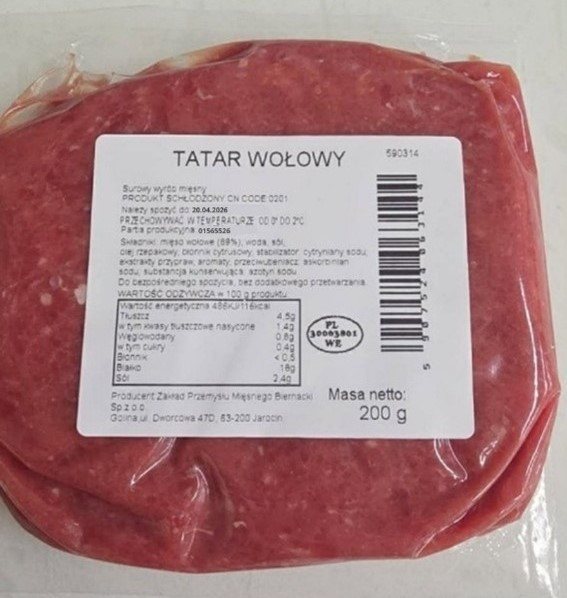 TATAR WOŁOWY
590314
Surowy wyrób mięsny
PRODUKT SCHŁODZONY CN CODE 0201
Należy spożyć do: 20.04.2026
PRZECHOWYWAĆ W TEMPERATURZE: OD 0° DO 2°C
Partia produkcyjna: 01565526
Składniki: mięso wołowe (89%), woda, sól,
olej rzepakowy, błonnik cytrusowy, stabilizator: cytryniany sodu,
ekstrakty przypraw, aromaty, przeciwutleniacz: askorbinian
sodu, substancja konserwująca: azotyn sodu
Do bezpośredniego spożycia, bez dodatkowego przetwarzania.
WARTOŚĆ ODŻYWCZA w 100 g produktu
Wartość energetyczna 486KJ/116kcal
Tłuszcz 4,5g
w tym kwasy tłuszczowe nasycone 1,4g
Węglowodany 0,8g
w tym cukry 0,4g
Błonnik < 0,5
Białko 18g
Sól 2,4g
PL
30063801
WE
Producent Zakład Przemysłu Mięsnego Biernacki
Sp.z o.o.
Golina,ul. Dworcowa 47D, 63-200 Jarocin
Masa netto:
200 g